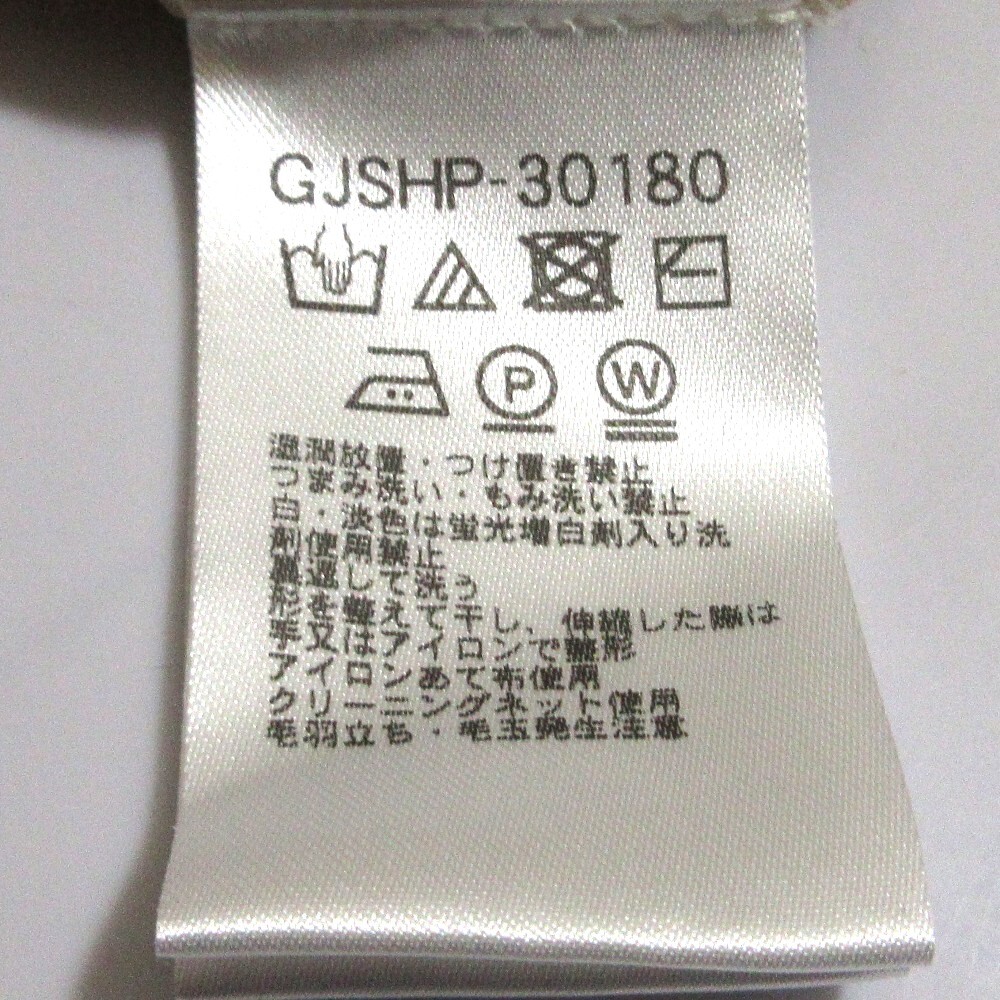 GJSHP-30180
P W
湿潤放置・つけ置き禁止
つまみ洗い・もみ洗い禁止
白・淡色は蛍光増白剤入り洗
剤使用禁止
裏返して洗う
形を整えて干し、伸縮した際は
手又はアイロンで整形
アイロンあて布使用
クリーニングネット使用
毛羽立ち・毛玉発生注意